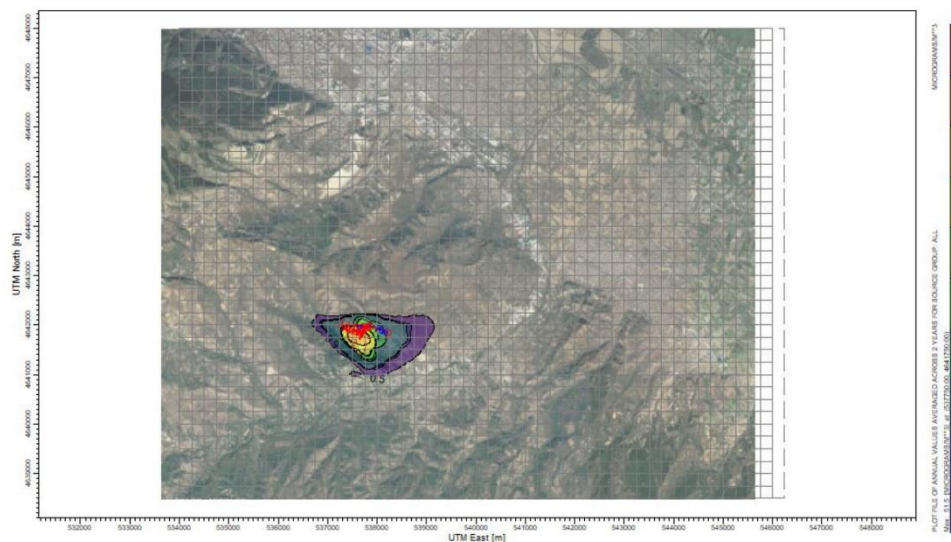 UTM North [m]
4648000
4647000
4646000
4645000
4644000
4643000
4642000
4641000
4640000
4639000
0.5
532000 533000 534000 535000 536000 537000 538000 539000 540000 541000 542000 543000 544000 545000 546000 547000 548000
UTM East [m]
MICROGRAMS/M**3
PLOT FILE OF ANNUAL VALUES AVERAGED ACROSS 2 YEARS FOR SOURCE GROUP: ALL